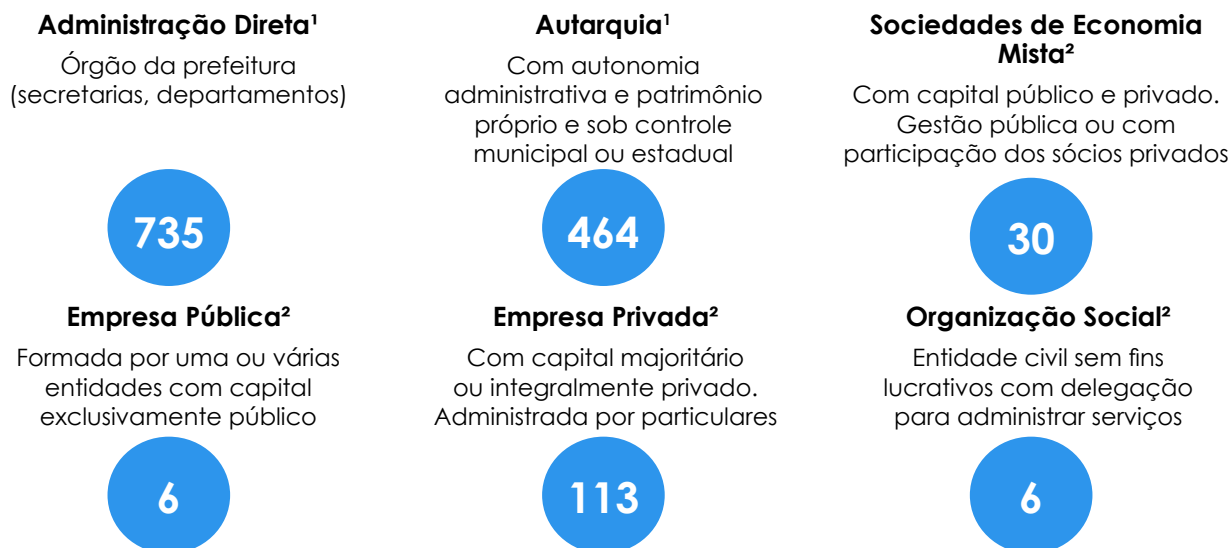 Administração Direta¹
Órgão da prefeitura
(secretarias, departamentos)
735
Autarquia¹
Com autonomia
administrativa e patrimônio
próprio e sob controle
municipal ou estadual
464
Sociedades de Economia
Mista²
Com capital público e privado.
Gestão pública ou com
participação dos sócios privados
30
Empresa Pública²
Formada por uma ou várias
entidades com capital
exclusivamente público
6
Empresa Privada²
Com capital majoritário
ou integralmente privado.
Administrada por particulares
113
Organização Social²
Entidade civil sem fins
lucrativos com delegação
para administrar serviços
6